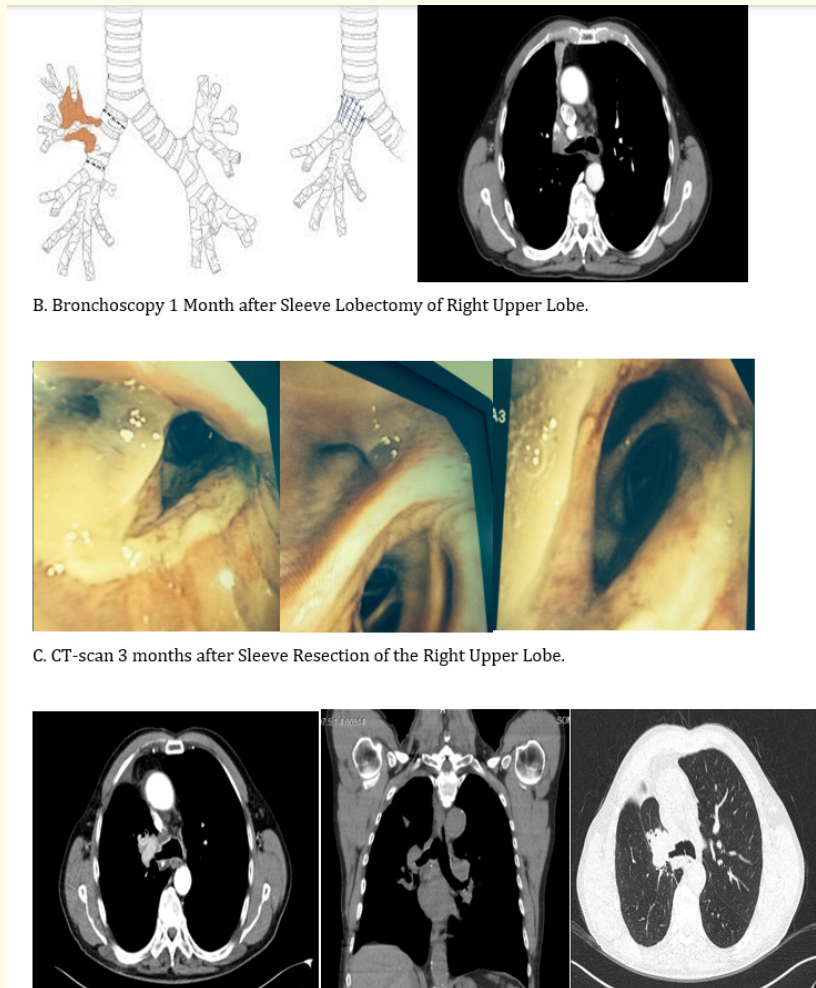 B. Bronchoscopy 1 Month after Sleeve Lobectomy of Right Upper Lobe.
A3
C. CT-scan 3 months after Sleeve Resection of the Right Upper Lobe.